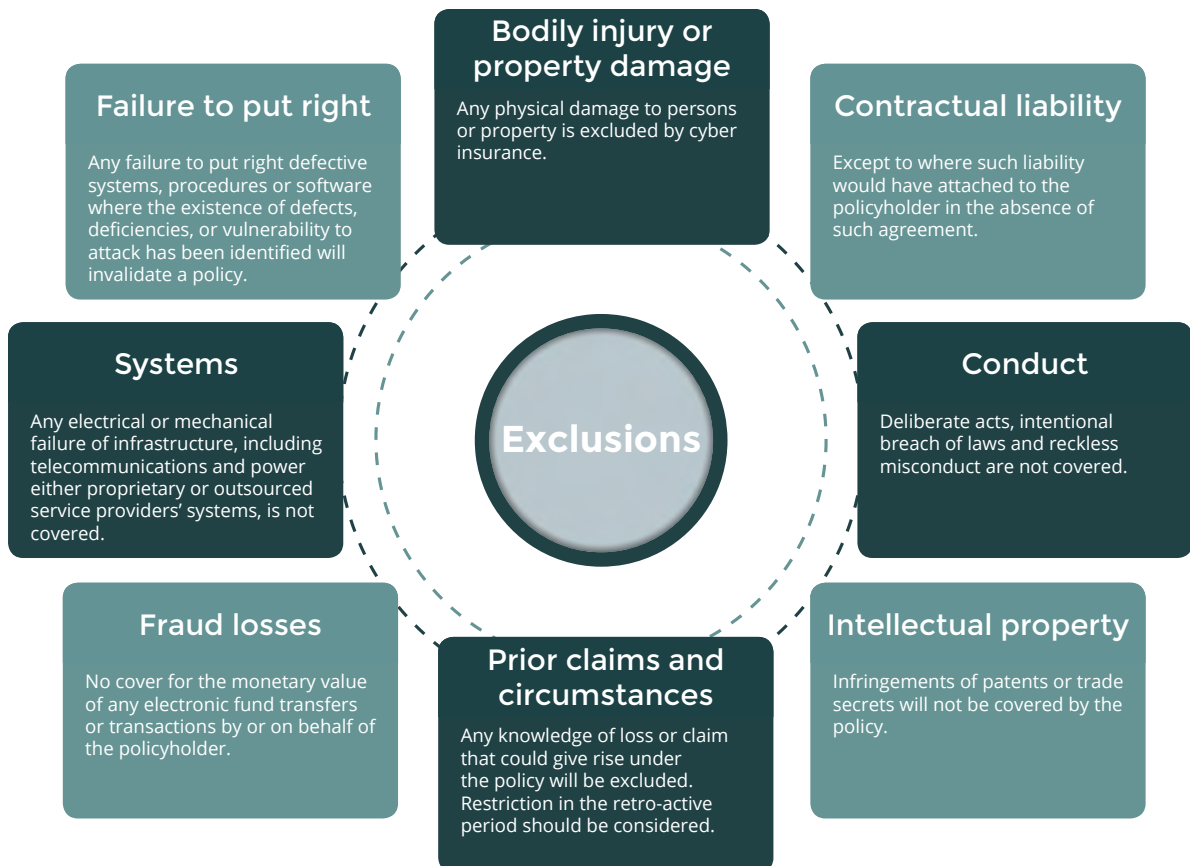 Bodily injury or
property damage
Any physical damage to persons
or property is excluded by cyber
insurance.
Failure to put right
Any failure to put right defective
systems, procedures or software
where the existence of defects,
deficiencies, or vulnerability to
attack has been identified will
invalidate a policy.
Contractual liability
Except to where such liability
would have attached to the
policyholder in the absence of
such agreement.
Systems
Any electrical or mechanical
failure of infrastructure, including
telecommunications and power
either proprietary or outsourced
service providers’ systems, is not
covered.
Exclusions
Conduct
Deliberate acts, intentional
breach of laws and reckless
misconduct are not covered.
Fraud losses
No cover for the monetary value
of any electronic fund transfers
or transactions by or on behalf of
the policyholder.
Prior claims and
circumstances
Any knowledge of loss or claim
that could give rise under
the policy will be excluded.
Restriction in the retro-active
period should be considered.
Intellectual property
Infringements of patents or trade
secrets will not be covered by the
policy.